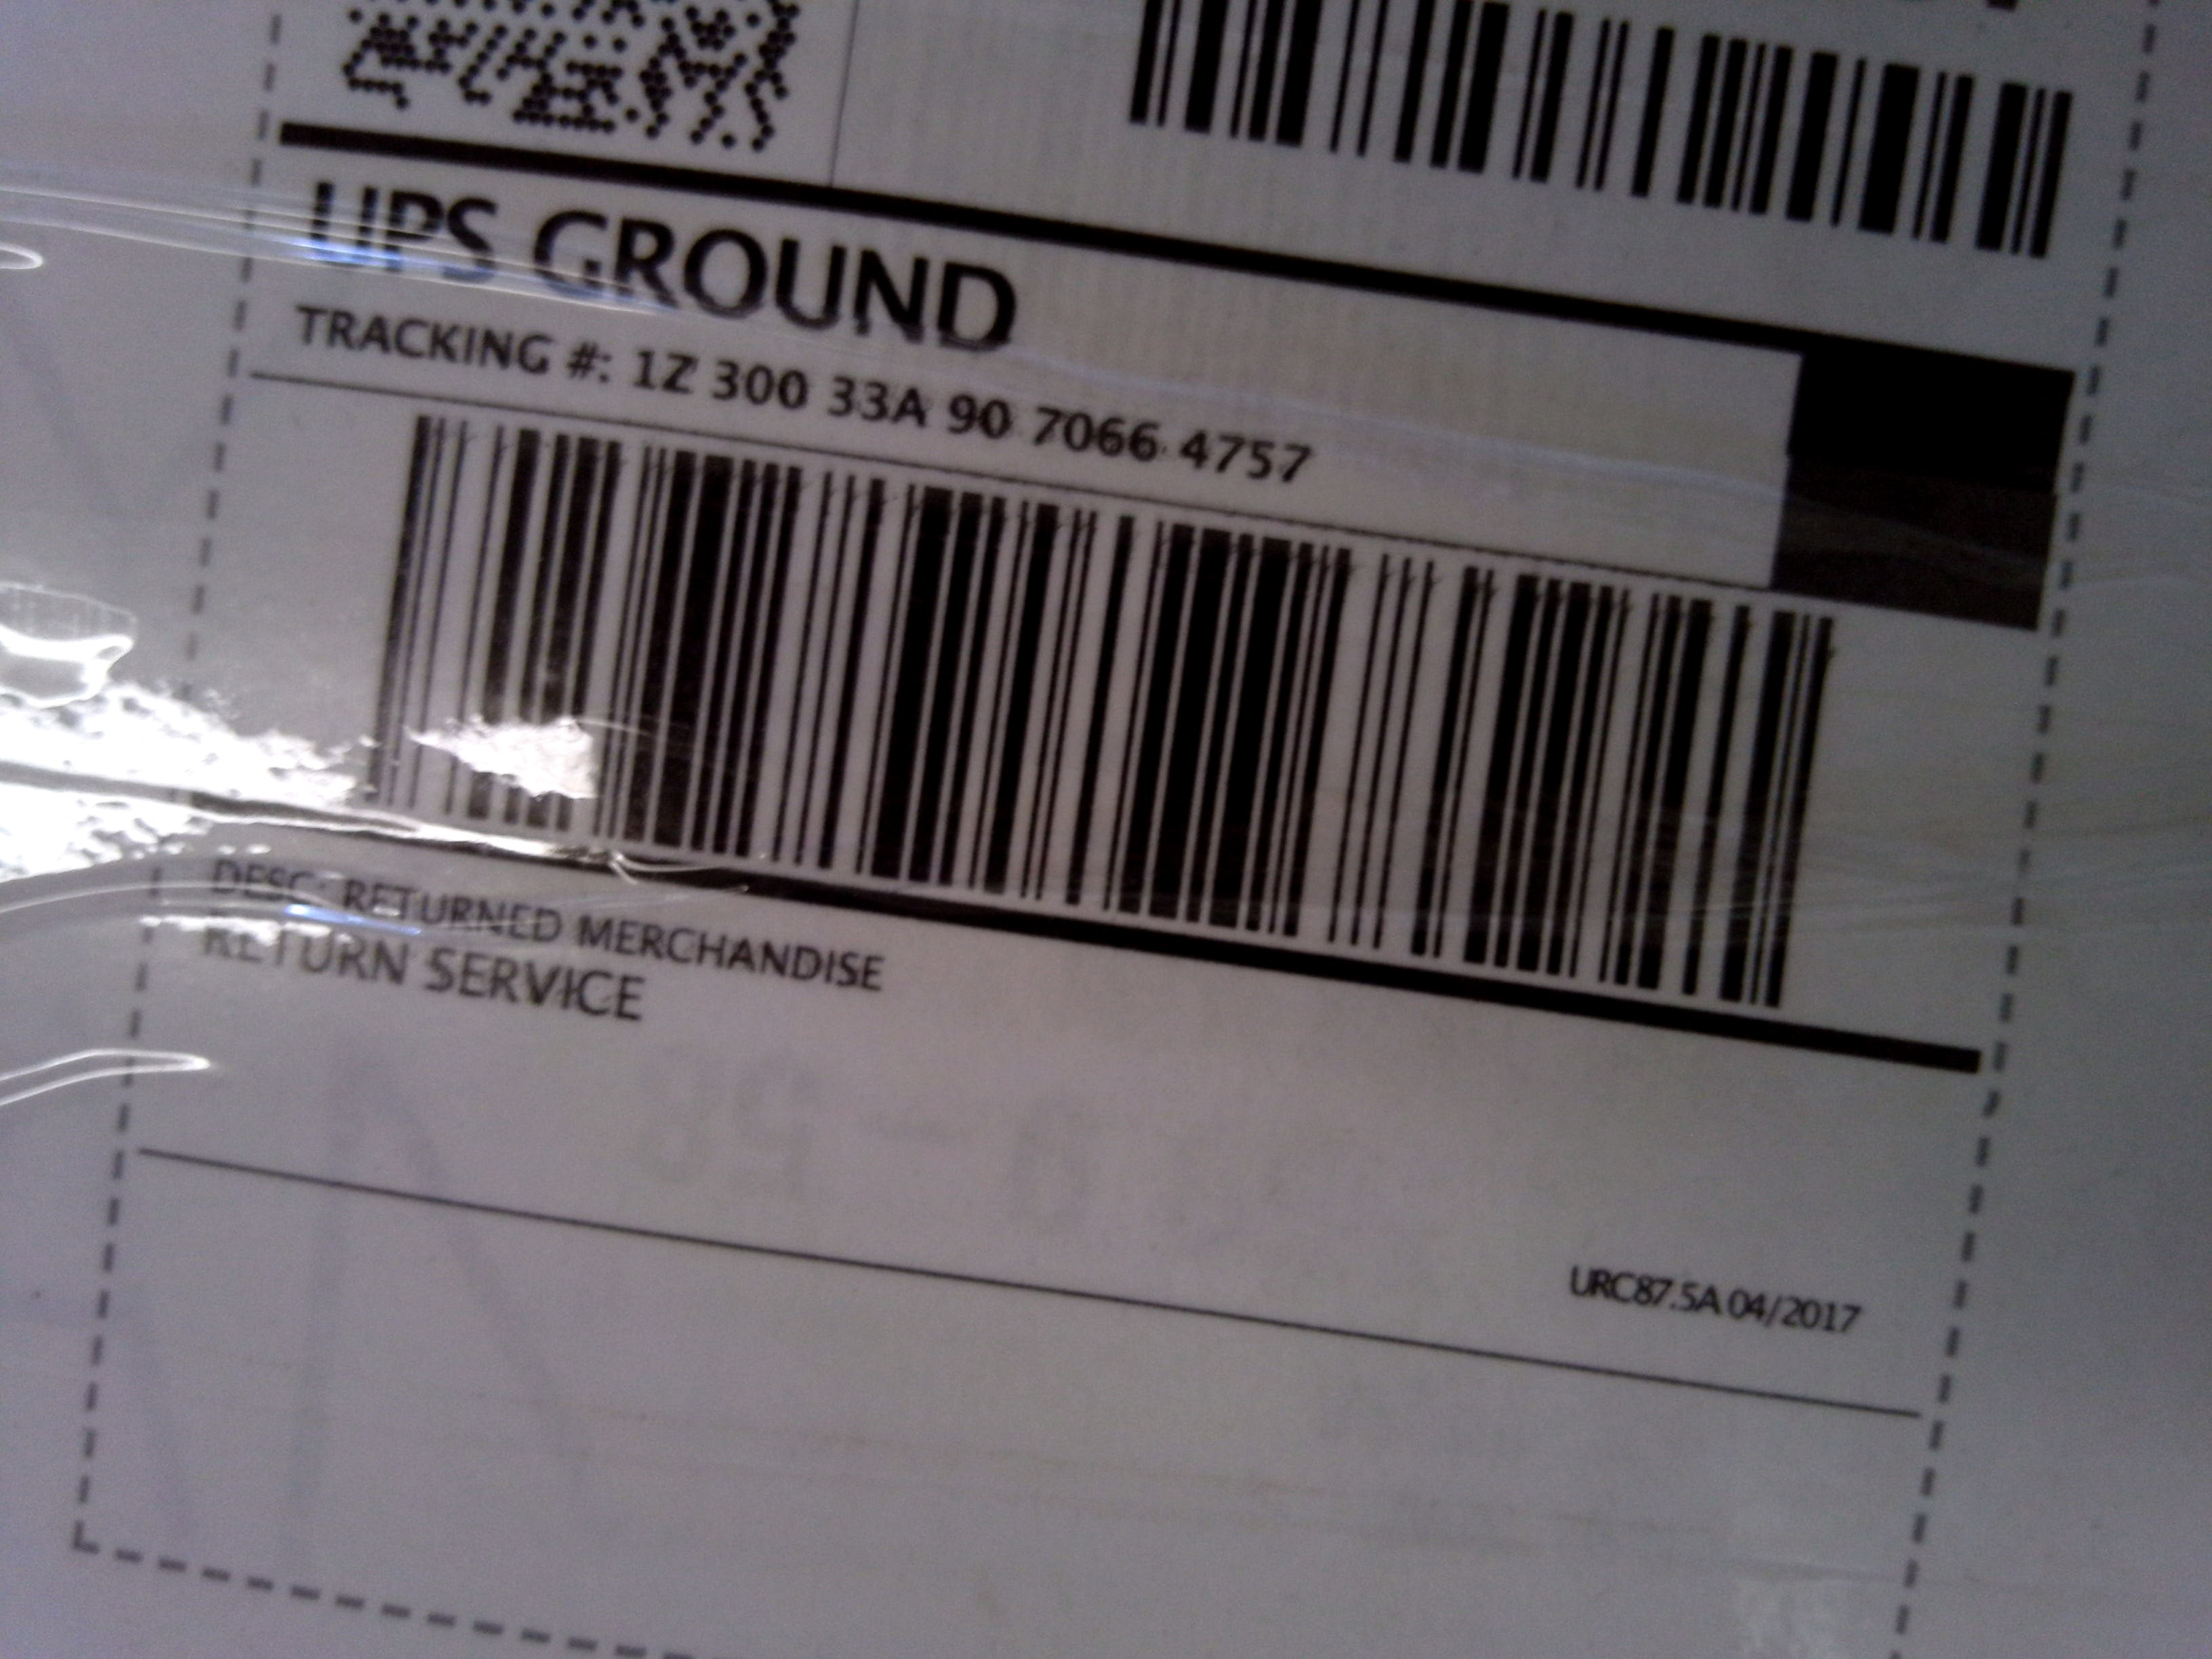 UPS GROUND
TRACKING #: 1Z 300 33A 90 7066 4757
DESC: RETURNED MERCHANDISE
RETURN SERVICE
URC87.5A 04/2017